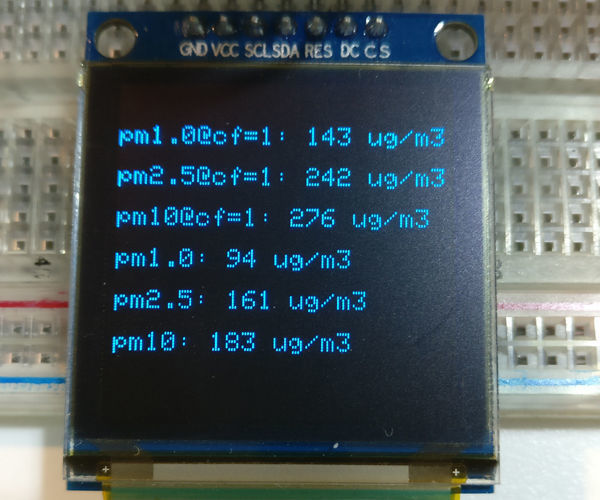 GND VCC SCL SDA RES DC CS
pm1.0@cf=1: 143 ug/m3
pm2.5@cf=1: 242 ug/m3
pm10@cf=1: 276 ug/m3
pm1.0: 94 ug/m3
pm2.5: 161 ug/m3
pm10: 183 ug/m3